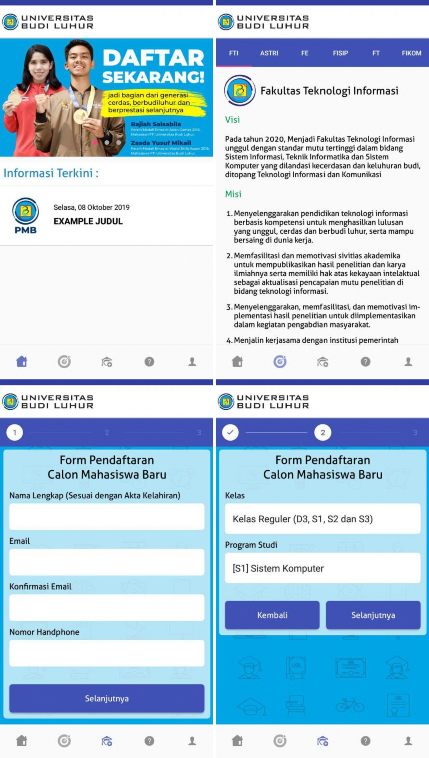 UNIVERSITAS
BUDI LUHUR
DAFTAR
SEKARANG!
jadi bagian dari generasi
cerdas, berbudiluhur dan
berprestasi selanjutnya
Rajiah Salsabila
Zaada Yusuf Mikail
Informasi Terkini :
PMB
Selasa, 08 Oktober 2019
EXAMPLE JUDUL
UNIVERSITAS
BUDI LUHUR
FTI ASTRI FE FISIP FT FIKOM
Fakultas Teknologi Informasi
Visi
Pada tahun 2020, Menjadi Fakultas Teknologi Informasi
unggul dengan standar mutu tertinggi dalam bidang
Sistem Informasi, Teknik Informatika dan Sistem
Komputer yang dilandasi kecerdasan dan keluhuran budi,
ditopang Teknologi Informasi dan Komunikasi
Misi
1. Menyelenggarakan pendidikan teknologi informasi
berbasis kompetensi untuk menghasilkan lulusan
yang unggul, cerdas dan berbudi luhur, serta mampu
bersaing di dunia kerja.
2. Memfasilitasi dan memotivasi sivitias akademika
untuk mempublikasikan hasil penelitian dan karya
ilmiahnya serta memiliki hak atas kekayaan intelaktual
sebagai aktualisasi pencapaian mutu penelitian di
bidang teknologi informasi.
3. Menyelenggarakan, memfasilitasi, dan memotivasi im-
plementasi hasil penelitian untuk diimplementasikan
dalam kegiatan pengabdian masyarakat.
4. Menjalin kerjasama dengan institusi pemerintah
UNIVERSITAS
BUDI LUHUR
1 2 3
Form Pendaftaran
Calon Mahasiswa Baru
Nama Lengkap (Sesuai dengan Akta Kelahiran)
Email
Konfirmasi Email
Nomor Handphone
Selanjutnya
UNIVERSITAS
BUDI LUHUR
2 3
Form Pendaftaran
Calon Mahasiswa Baru
Kelas
Kelas Reguler (D3, S1, S2 dan S3)
Program Studi
[S1] Sistem Komputer
Kembali Selanjutnya